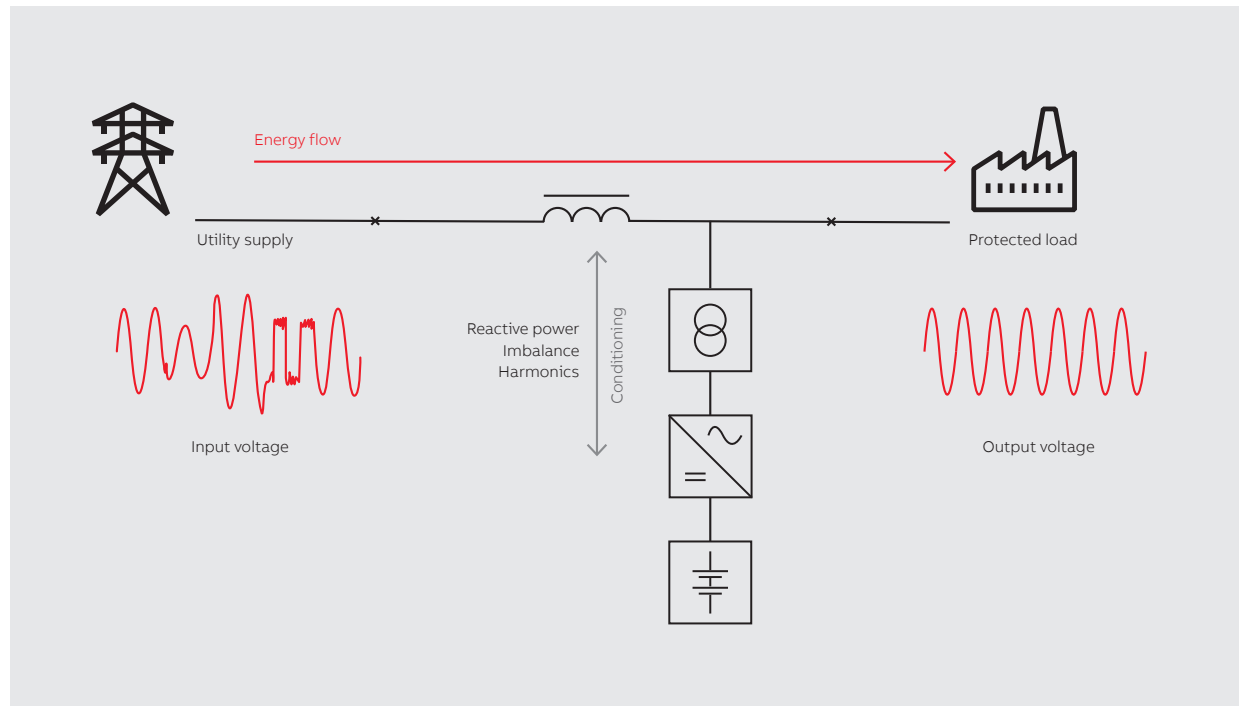 Energy flow
Utility supply
Protected load
Reactive power
Imbalance
Harmonics
Conditioning
Input voltage
Output voltage